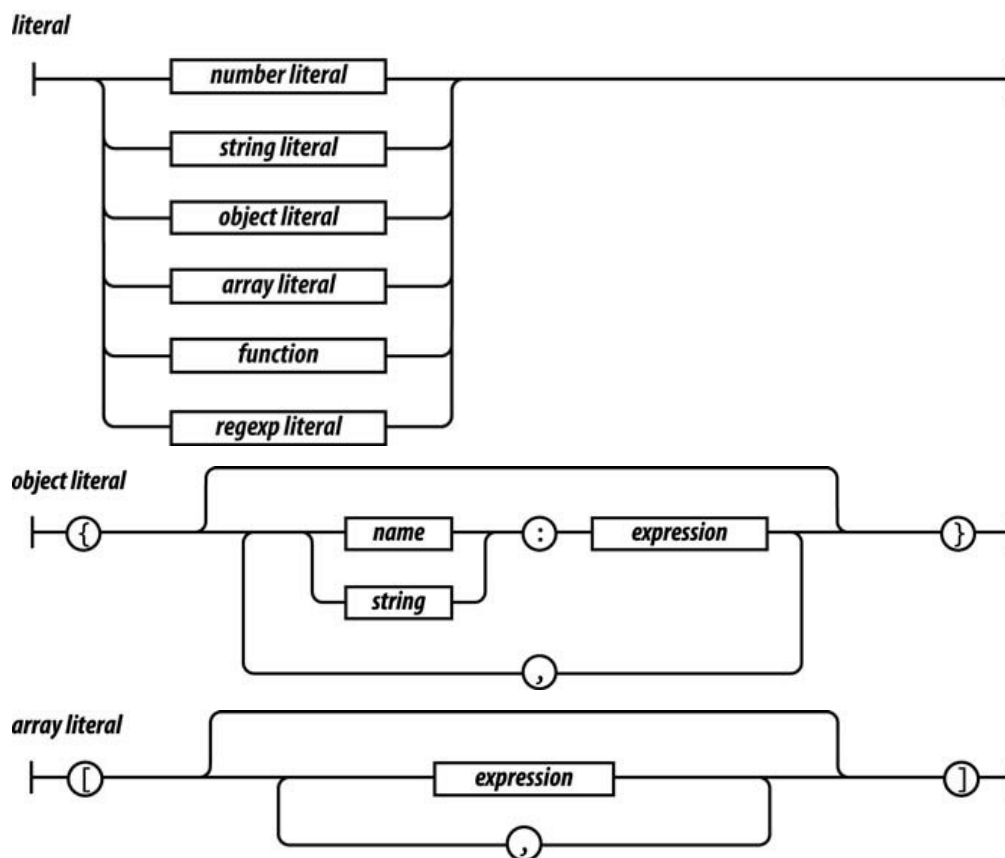 literal
number literal
string literal
object literal
array literal
function
regexp literal
object literal
{ name : expression }
string
,
array literal
[ expression ]
,